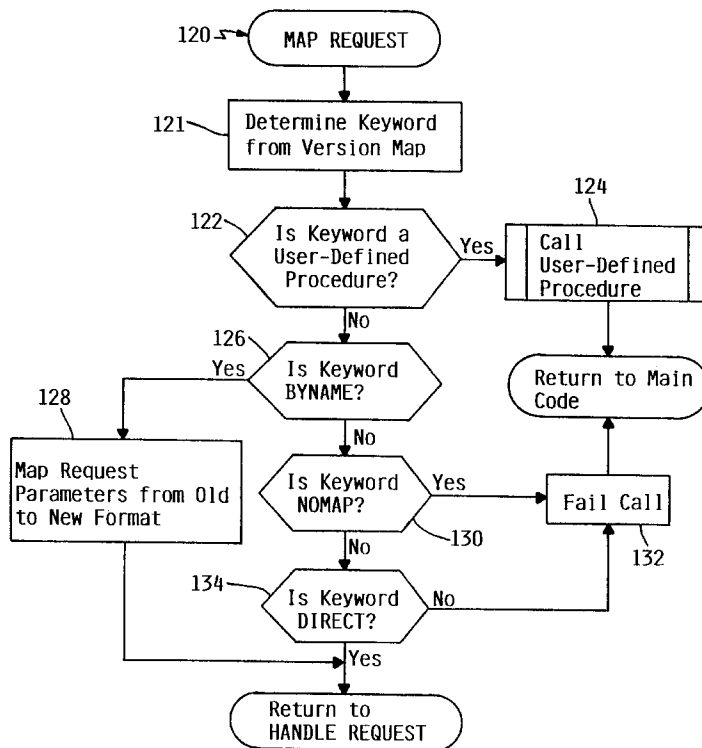 120
MAP REQUEST
121
Determine Keyword
from Version Map
122
Is Keyword a
User-Defined
Procedure?
Yes
124
Call
User-Defined
Procedure
No
126
Is Keyword
BYNAME?
Yes
Return to Main
Code
128
Map Request
Parameters from Old
to New Format
No
Is Keyword
NOMAP?
Yes
130
Fail Call
132
No
134
Is Keyword
DIRECT?
No
Yes
Return to
HANDLE REQUEST